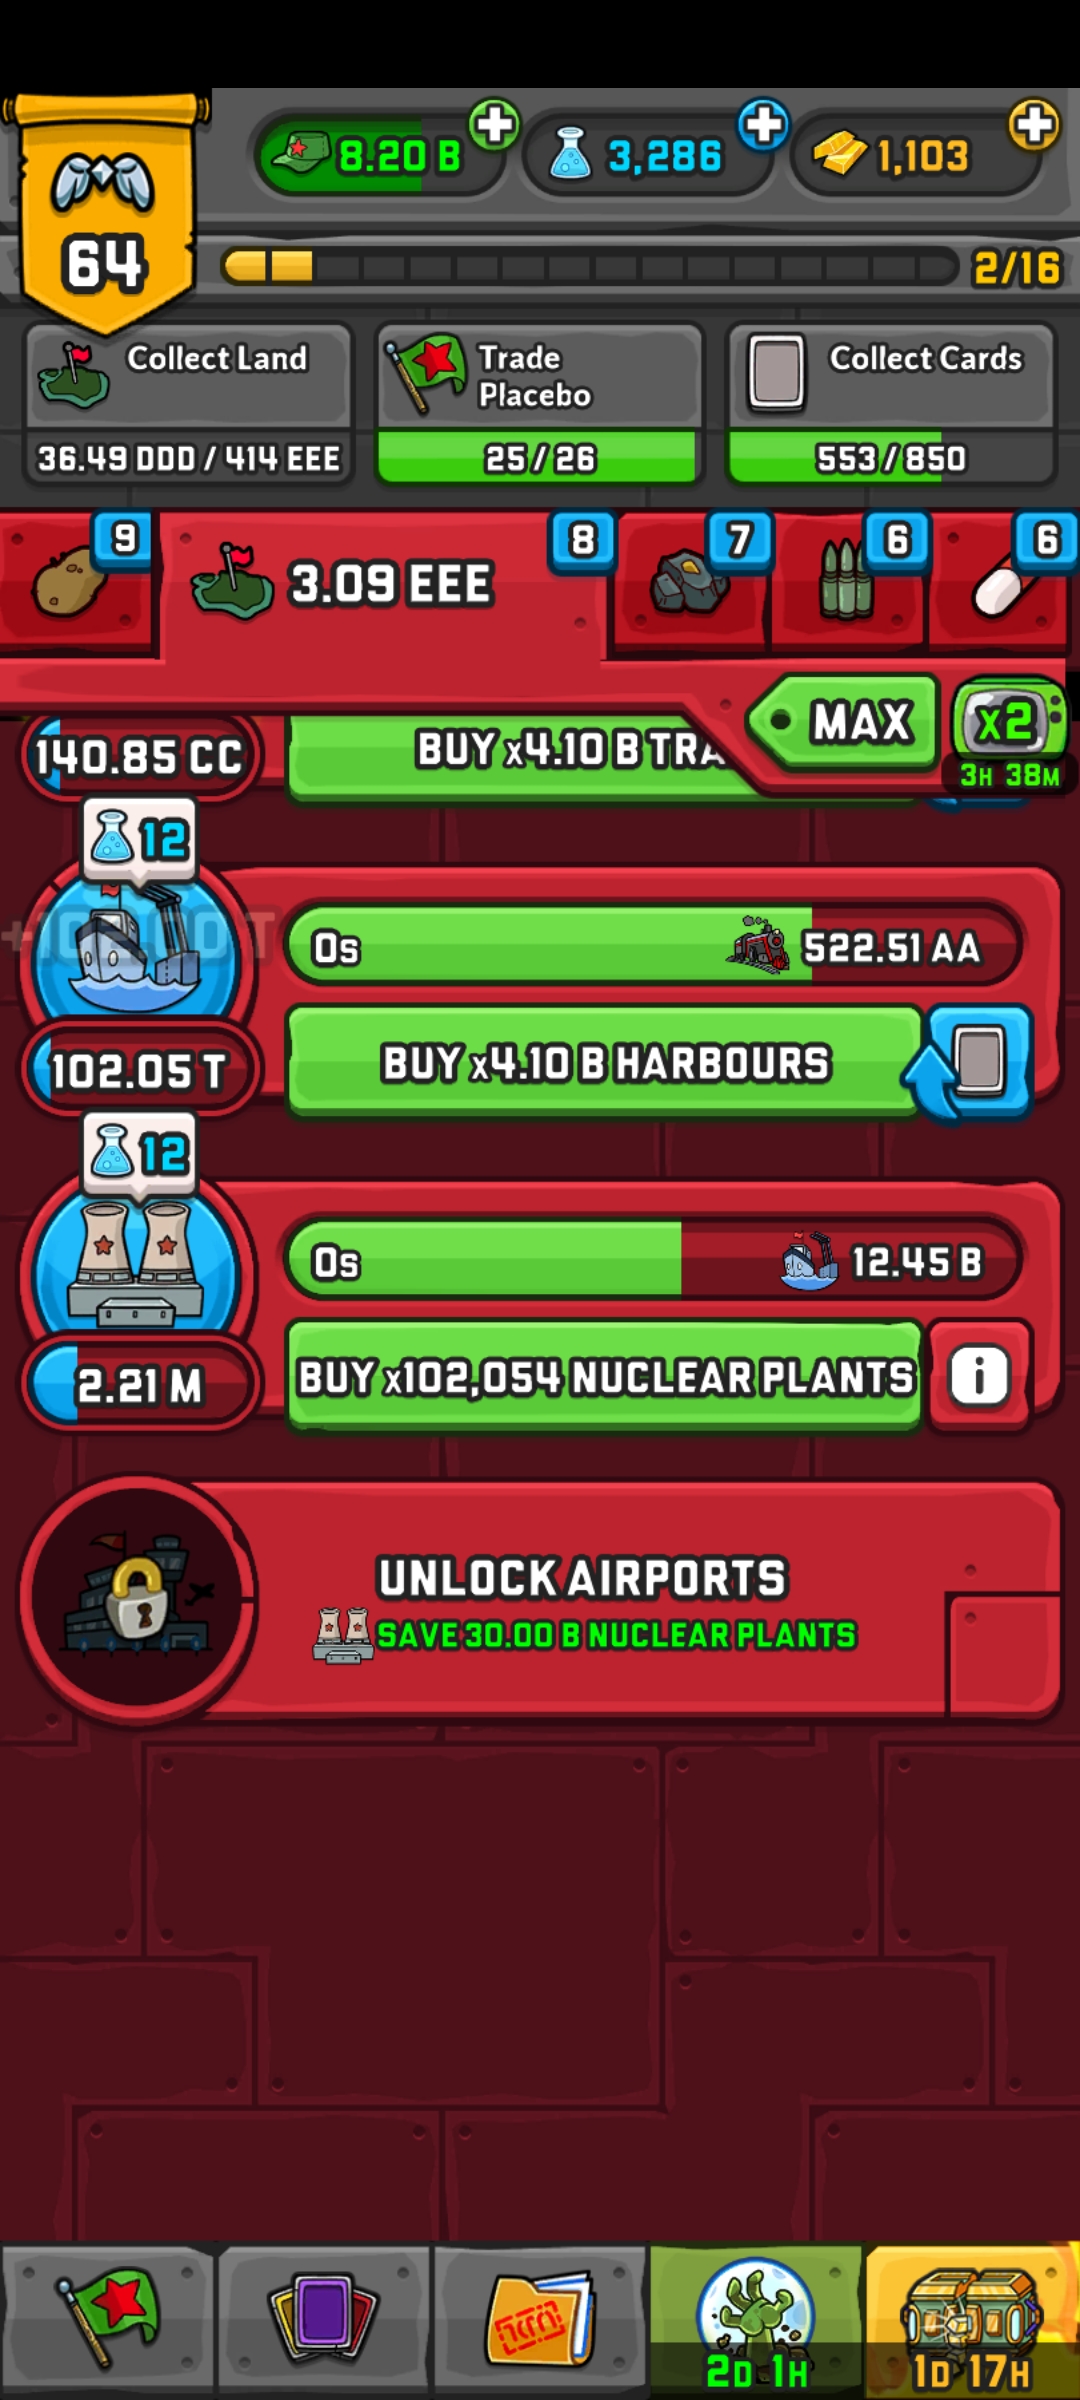 64
8.20 B
3,286
1,103
2/16
Collect Land
36.49 DDD / 414 EEE
Trade
Placebo
25/26
Collect Cards
553/850
9
3.09 EEE
8
7
6
6
MAX
x2
3H 38M
140.85 CC
BUY x4.10 B TRA
12
0s
522.51 AA
102.05 T
BUY x4.10 B HARBOURS
12
0s
12.45 B
2.21 M
BUY x102,054 NUCLEAR PLANTS
i
UNLOCK AIRPORTS
SAVE 30.00 B NUCLEAR PLANTS
2D 1H
1D 17H